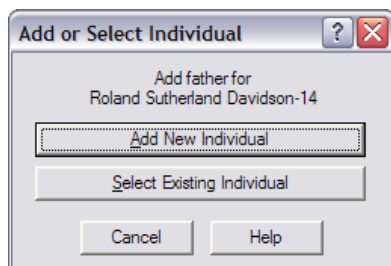 Add or Select Individual
Add father for
Roland Sutherland Davidson-14
Add New Individual
Select Existing Individual
Cancel Help